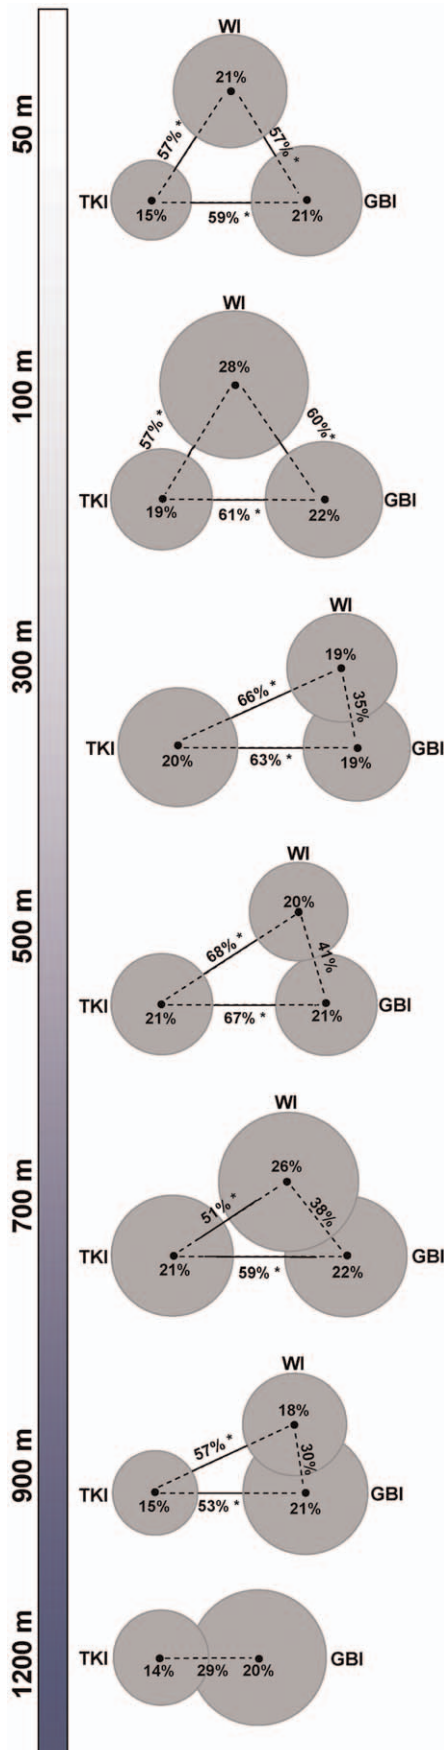 50 m
WI
21%
57% *
57% *
TKI
15%
59% *
21%
GBI
100 m
WI
28%
57% *
60% *
TKI
19%
61% *
22%
GBI
300 m
WI
19%
66% *
35%
TKI
20%
63% *
19%
GBI
500 m
WI
20%
68% *
41%
TKI
21%
67% *
21%
GBI
700 m
WI
26%
51% *
38%
TKI
21%
59% *
22%
GBI
900 m
WI
18%
57% *
30%
TKI
15%
53% *
21%
GBI
1200 m
TKI
14%
29%
20%
GBI